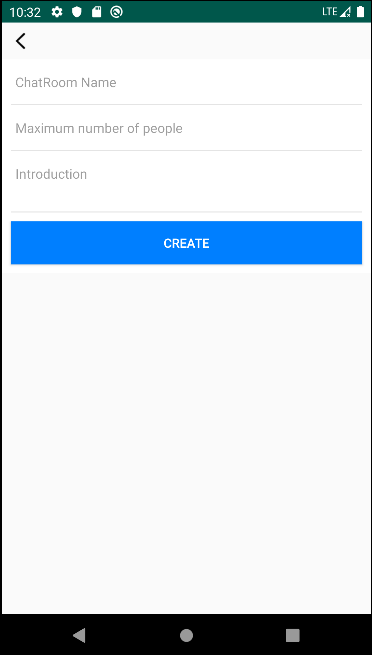 10:32
LTE
ChatRoom Name
Maximum number of people
Introduction
CREATE